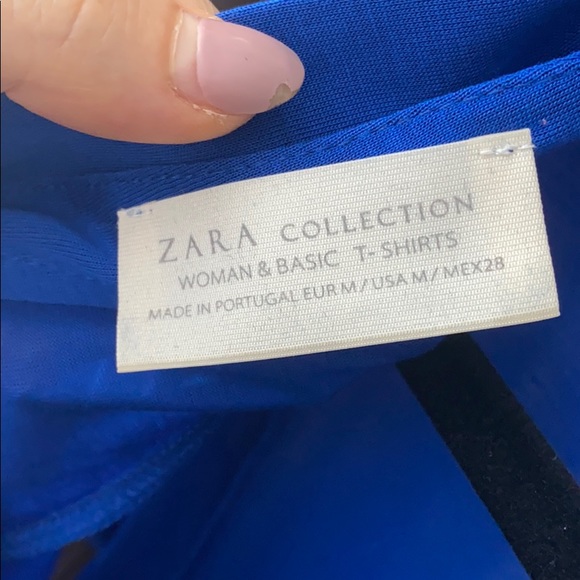 ZARA COLLECTION
WOMAN & BASIC T- SHIRTS
MADE IN PORTUGAL EUR M / USA M / MEX28